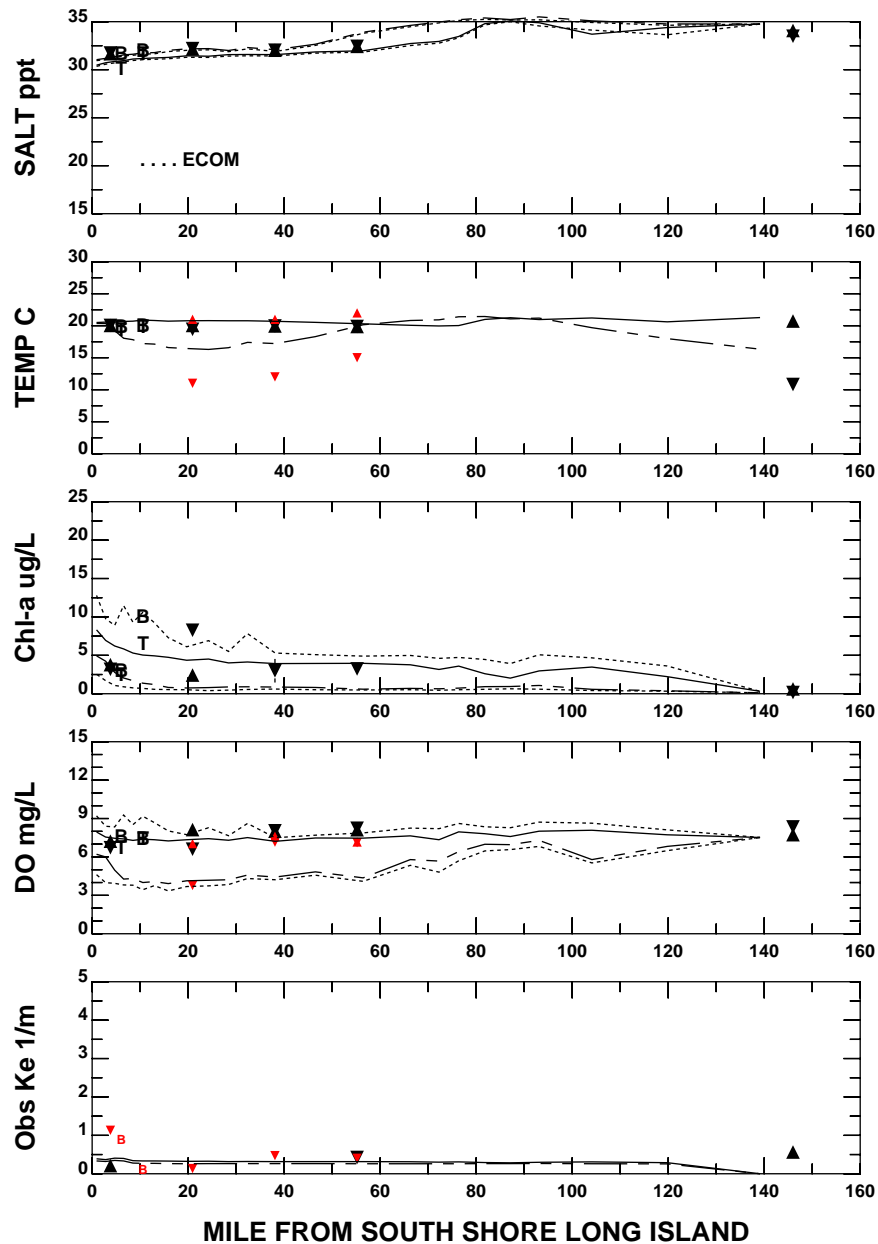 SALT ppt
35
30
25
20
15
B
B
T
T
. . . . ECOM
0 20 40 60 80 100 120 140 160
TEMP C
30
25
20
15
10
5
0
B
B
T
T
0 20 40 60 80 100 120 140 160
Chl-a ug/L
25
20
15
10
5
0
B
T
B
T
0 20 40 60 80 100 120 140 160
DO mg/L
15
12
9
6
3
0
B
B
T
T
0 20 40 60 80 100 120 140 160
Obs Ke 1/m
5
4
3
2
1
0
B
B
0 20 40 60 80 100 120 140 160
MILE FROM SOUTH SHORE LONG ISLAND